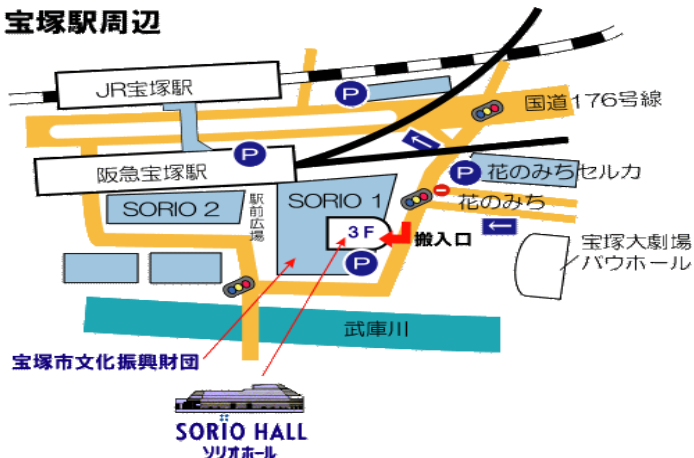 宝塚駅周辺
JR宝塚駅
P
国道176号線
阪急宝塚駅
P
P
花のみちセルカ
SORIO 2
駅前広場
SORIO 1
花のみち
3F
搬入口
P
宝塚大劇場
バウホール
武庫川
宝塚市文化振興財団
SORIO HALL
ソリオホール